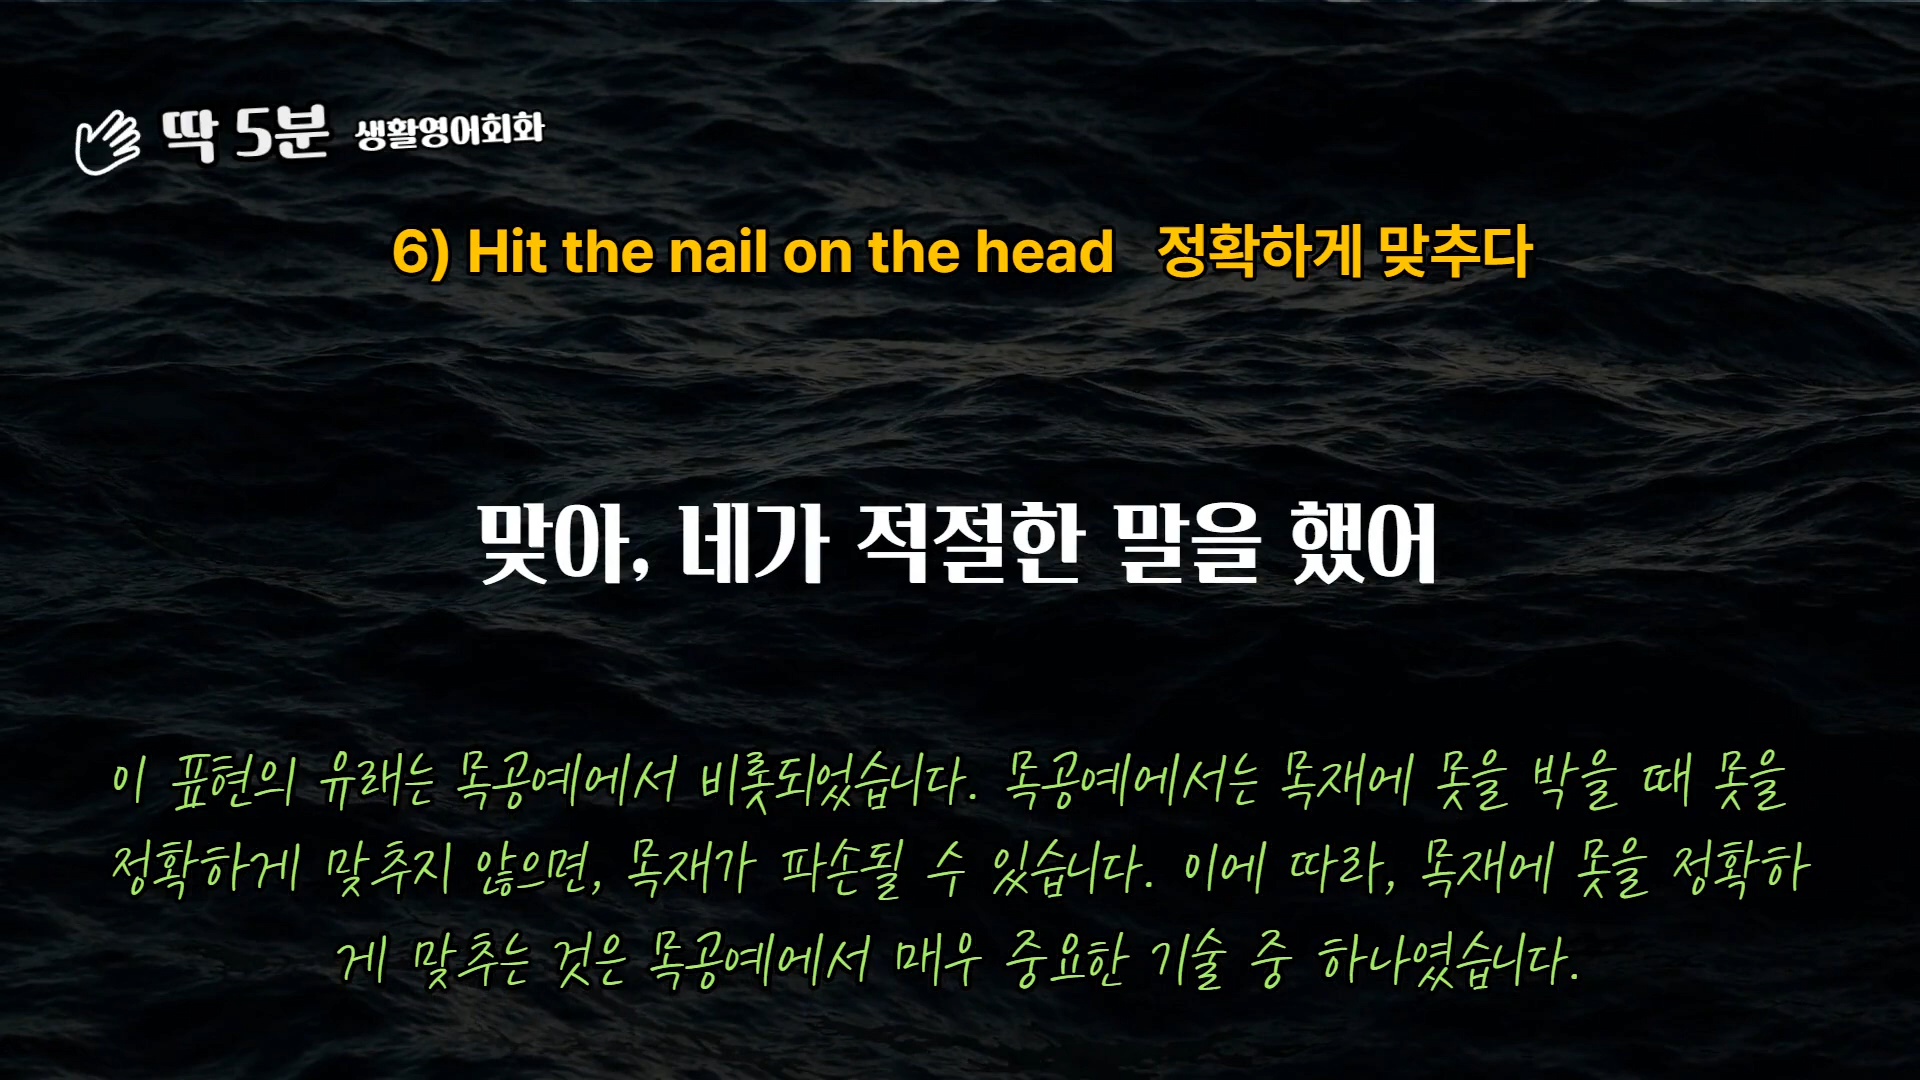 딱 5분 생활영어회화
6) Hit the nail on the head 정확하게 맞추다
맞아, 네가 적절한 말을 했어
이 표현의 유래는 목공예에서 비롯되었습니다. 목공예에서는 목재에 못을 박을 때 못을
정확하게 맞추지 않으면, 목재가 파손될 수 있습니다. 이에 따라, 목재에 못을 정확하
게 맞추는 것은 목공예에서 매우 중요한 기술 중 하나였습니다.